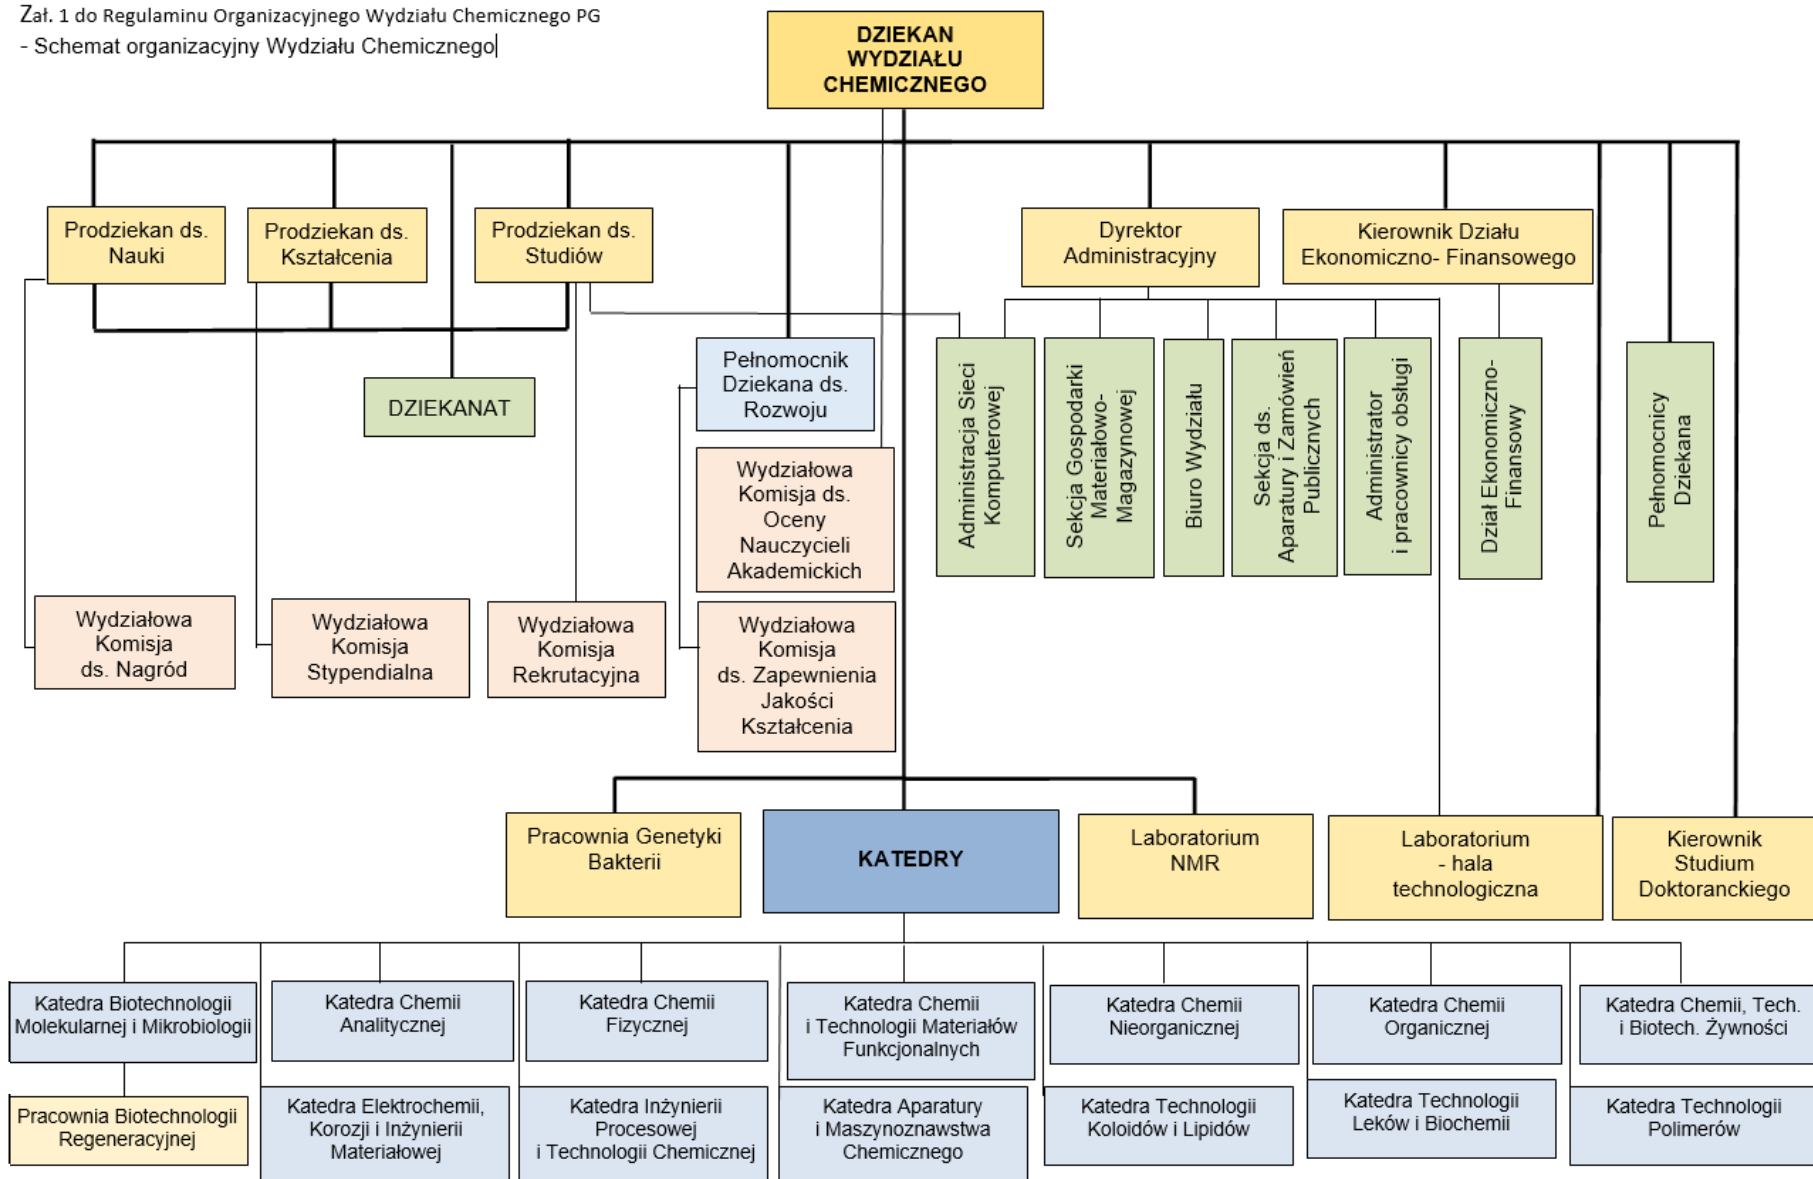 Zał. 1 do Regulaminu Organizacyjnego Wydziału Chemicznego PG
- Schemat organizacyjny Wydziału Chemicznego
DZIEKAN
WYDZIAŁU
CHEMICZNEGO
Prodziekan ds.
Nauki
Prodziekan ds.
Kształcenia
Prodziekan ds.
Studiów
Dyrektor
Administracyjny
Kierownik Działu
Ekonomiczno- Finansowego
DZIEKANAT
Pełnomocnik
Dziekana ds.
Rozwoju
Administracja Sieci
Komputerowej
Sekcja Gospodarki
Materiałowo-
Magazynowej
Biuro Wydziału
Sekcja ds.
Aparatury i Zamówień
Publicznych
Administrator
i pracownicy obsługi
Dział Ekonomiczno-
Finansowy
Pełnomocnicy
Dziekana
Wydziałowa
Komisja ds.
Oceny
Nauczycieli
Akademickich
Wydziałowa
Komisja
ds. Nagród
Wydziałowa
Komisja
Stypendialna
Wydziałowa
Komisja
Rekrutacyjna
Wydziałowa
Komisja
ds. Zapewnienia
Jakości
Kształcenia
Pracownia Genetyki
Bakterii
KATEDRY
Laboratorium
NMR
Laboratorium
- hala
technologiczna
Kierownik
Studium
Doktoranckiego
Katedra Biotechnologii
Molekularnej i Mikrobiologii
Katedra Chemii
Analitycznej
Katedra Chemii
Fizycznej
Katedra Chemii
i Technologii Materiałów
Funkcjonalnych
Katedra Chemii
Nieorganicznej
Katedra Chemii
Organicznej
Katedra Chemii, Tech.
i Biotech. Żywności
Pracownia Biotechnologii
Regeneracyjnej
Katedra Elektrochemii,
Korozji i Inżynierii
Materiałowej
Katedra Inżynierii
Procesowej
i Technologii Chemicznej
Katedra Aparatury
i Maszynoznawstwa
Chemicznego
Katedra Technologii
Koloidów i Lipidów
Katedra Technologii
Leków i Biochemii
Katedra Technologii
Polimerów